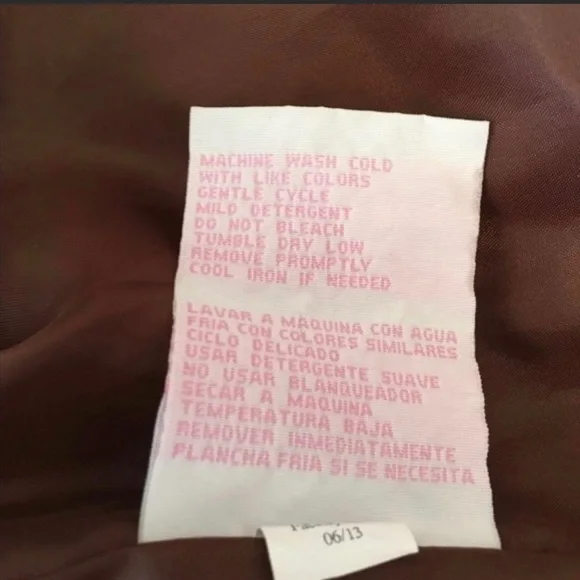 MACHINE WASH COLD
WITH LIKE COLORS
GENTLE CYCLE
MILD DETERGENT
DO NOT BLEACH
TUMBLE DRY LOW
REMOVE PROMPTLY
COOL IRON IF NEEDED
LAVAR A MAQUINA CON AGUA
FRIA CON COLORES SIMILARES
CICLO DELICADO
USAR DETERGENTE SUAVE
NO USAR BLANQUEADOR
SECAR A MAQUINA
TEMPERATURA BAJA
REMOVER INMEDIATAMENTE
PLANCHA FRIA SI SE NECESITA
06/13